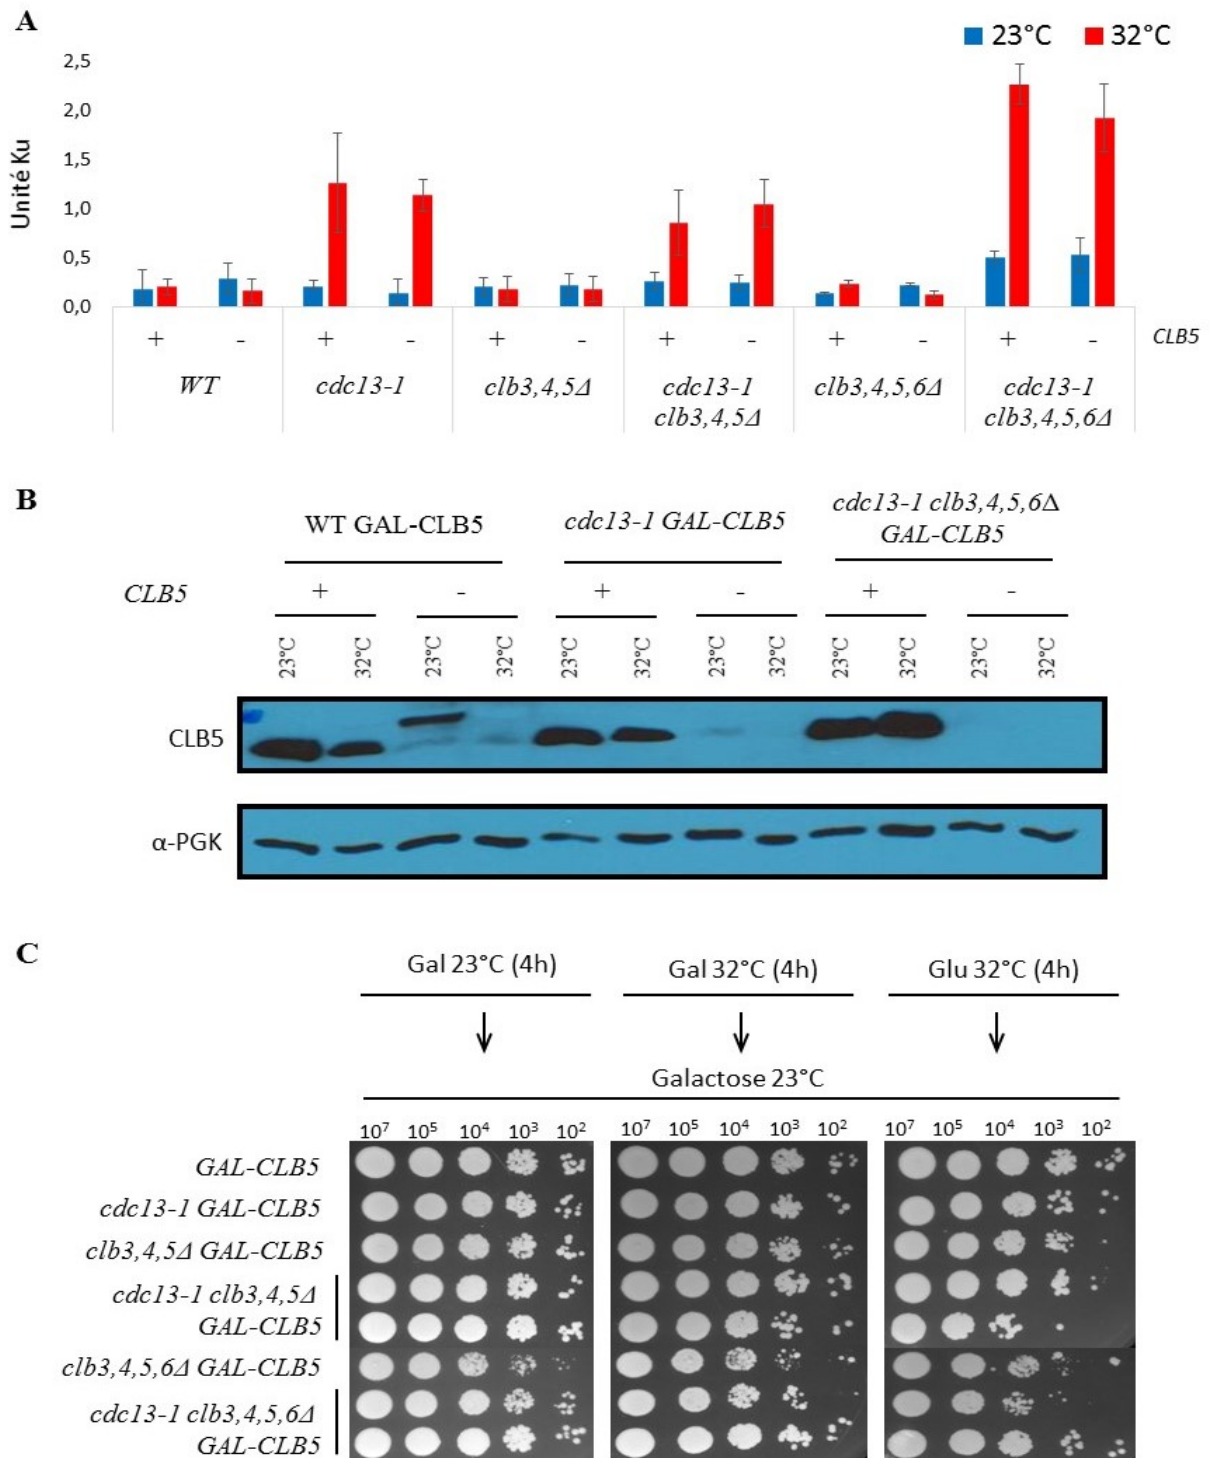 A
23°C 32°C
2,5
2,0
1,5
1,0
0,5
0,0
Unité Ku
+ - + - + - + - + - + - CLB5
WT cdc13-1 clb3,4,5Δ cdc13-1 clb3,4,5,6Δ cdc13-1
clb3,4,5Δ clb3,4,5,6Δ
B
WT GAL-CLB5 cdc13-1 GAL-CLB5 cdc13-1 clb3,4,5,6Δ
GAL-CLB5
CLB5 + - + - + -
23°C 32°C 23°C 32°C 23°C 32°C 23°C 32°C 23°C 32°C 23°C 32°C
CLB5
α-PGK
C
Gal 23°C (4h) Gal 32°C (4h) Glu 32°C (4h)
Galactose 23°C
10⁷ 10⁵ 10⁴ 10³ 10² 10⁷ 10⁵ 10⁴ 10³ 10² 10⁷ 10⁵ 10⁴ 10³ 10²
GAL-CLB5
cdc13-1 GAL-CLB5
clb3,4,5Δ GAL-CLB5
cdc13-1 clb3,4,5Δ
GAL-CLB5
clb3,4,5,6Δ GAL-CLB5
cdc13-1 clb3,4,5,6Δ
GAL-CLB5